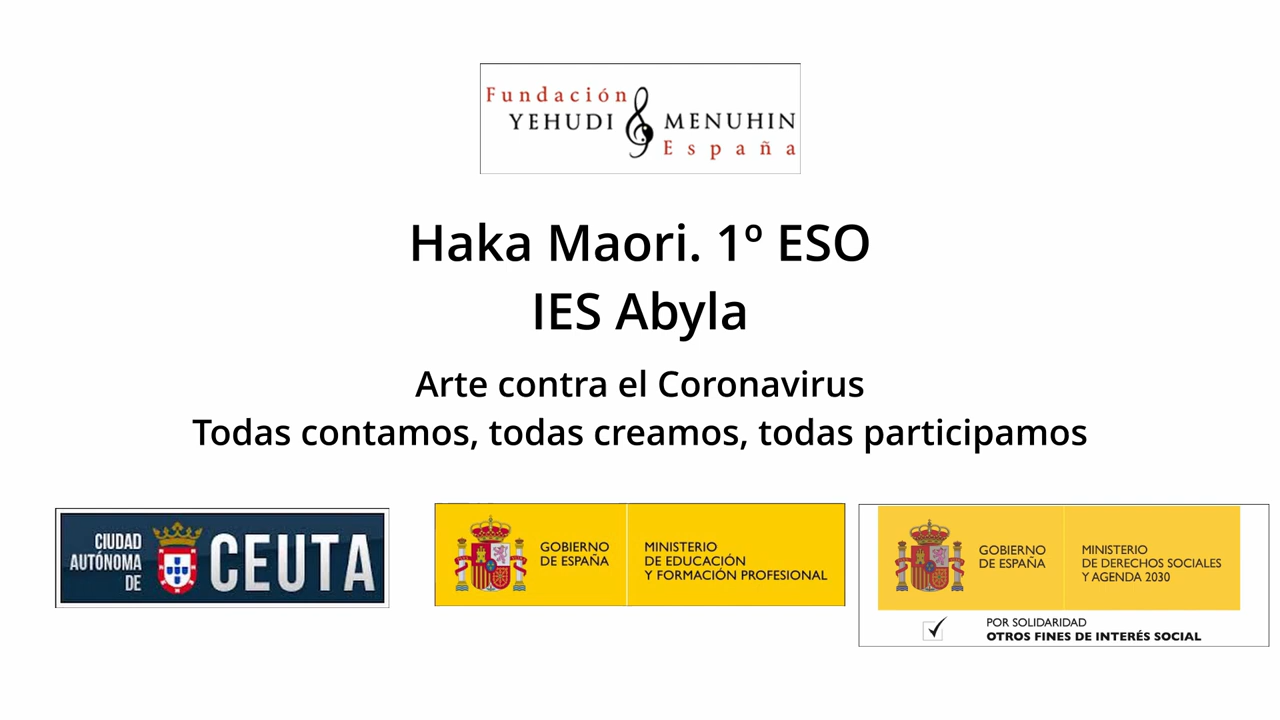 Fundación
YEHUDI MENUHIN
España
Haka Maori. 1º ESO
IES Abyla
Arte contra el Coronavirus
Todas contamos, todas creamos, todas participamos
CIUDAD
AUTÓNOMA
DE
CEUTA
GOBIERNO
DE ESPAÑA
MINISTERIO
DE EDUCACIÓN
Y FORMACIÓN PROFESIONAL
GOBIERNO
DE ESPAÑA
MINISTERIO
DE DERECHOS SOCIALES
Y AGENDA 2030
POR SOLIDARIDAD
OTROS FINES DE INTERÉS SOCIAL